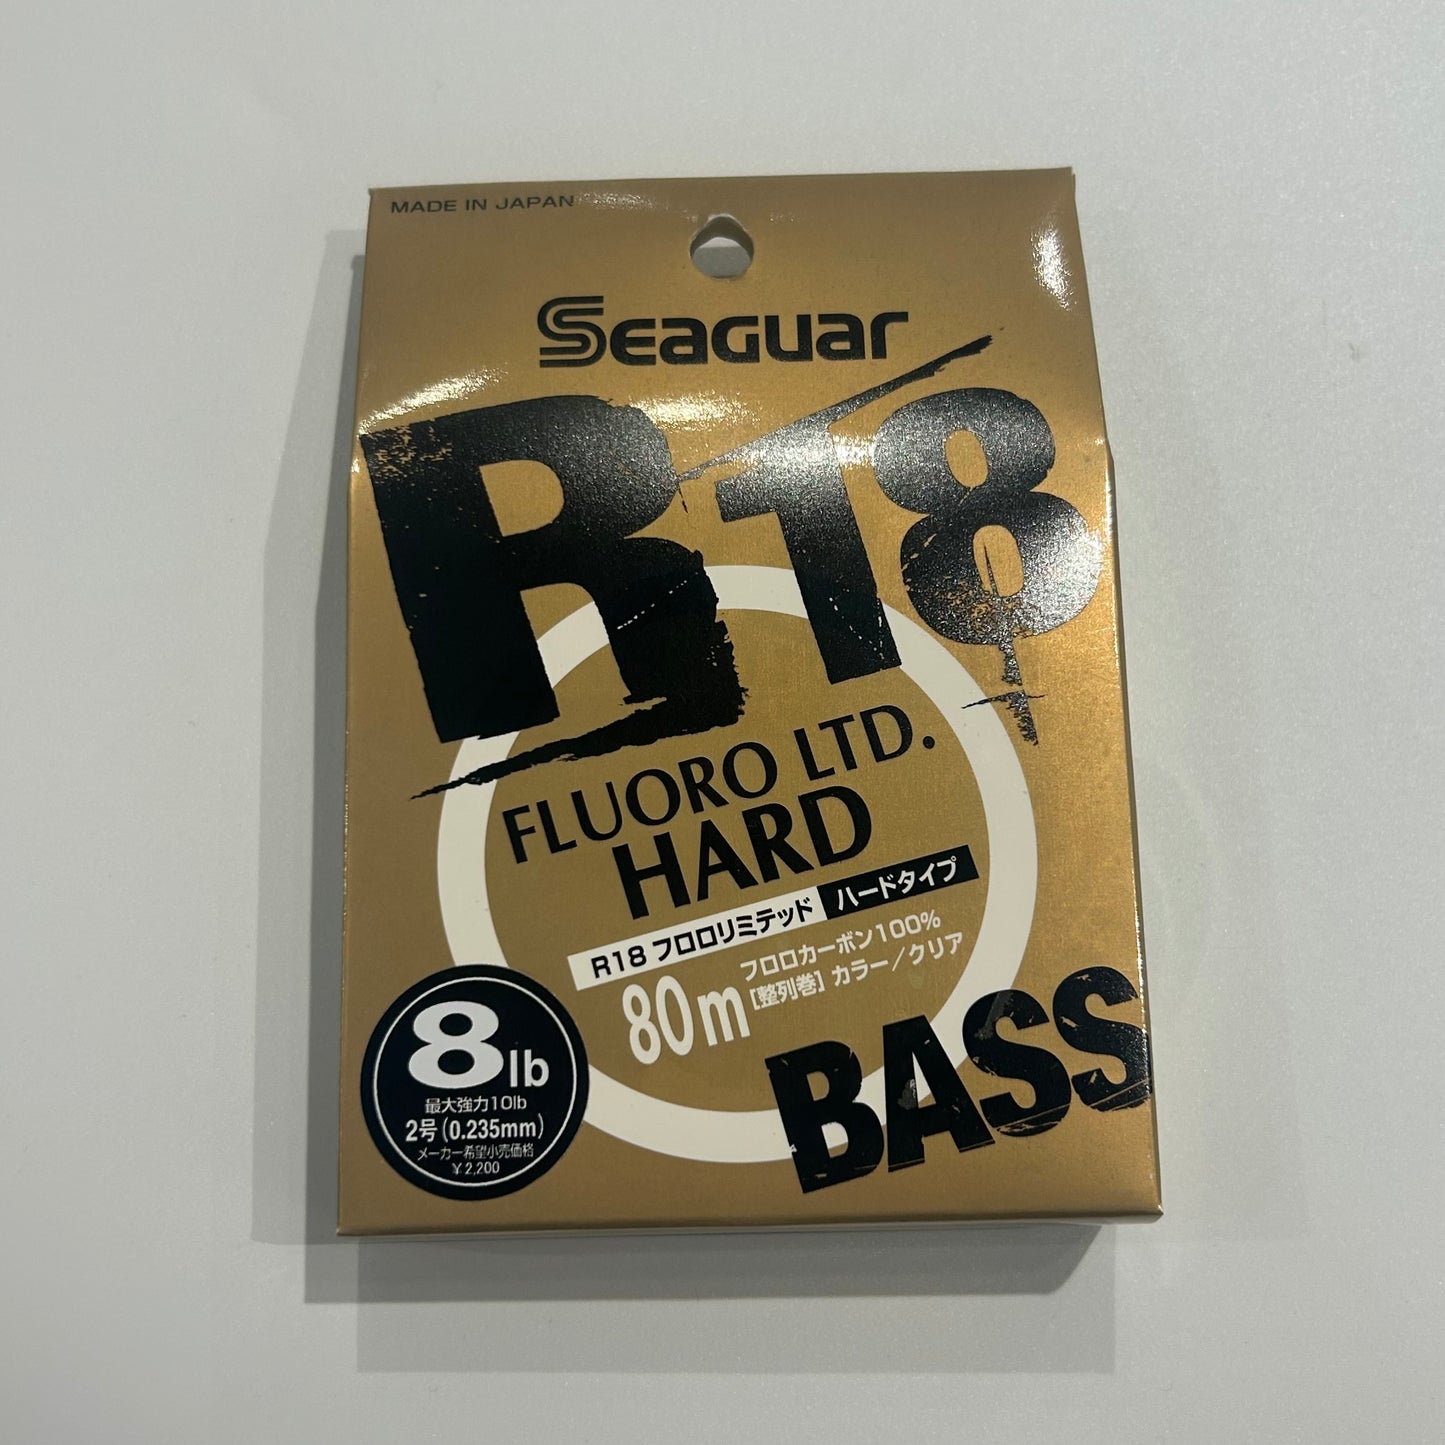 MADE IN JAPAN
SEAGUAR
R18
FLUORO LTD.
HARD
R18 フロロリミテッド ハードタイプ
80m
フロロカーボン100%
[整列巻] カラー/クリア
BASS
8lb
最大強力10lb
2号(0.235mm)
メーカー希望小売価格
¥2,200